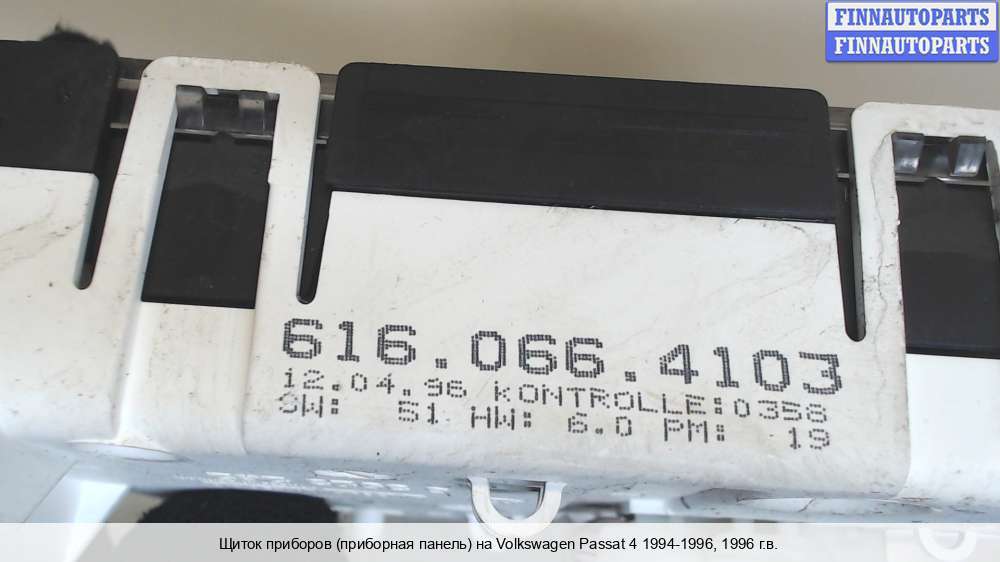 FINNAUTOPARTS
FINNAUTOPARTS
616.066.4103
12.04.96 KONTROLLE:0358
SW: 51 HW: 6.0 PM: 19
Щиток приборов (приборная панель) на Volkswagen Passat 4 1994-1996, 1996 г.в.